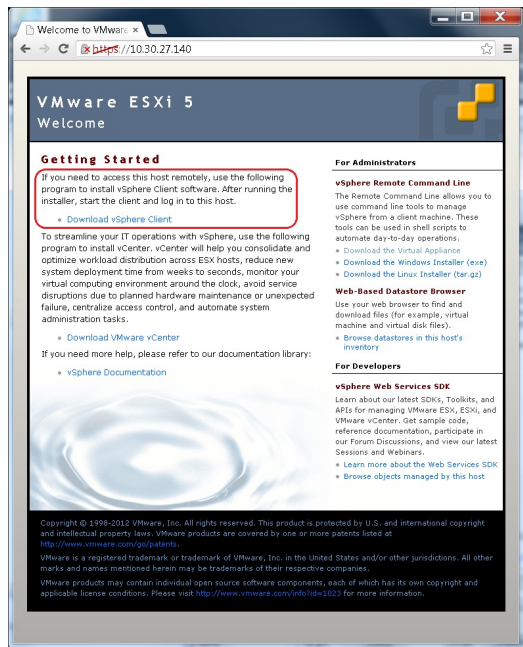 Welcome to VMware
https://10.30.27.140
VMware ESXi 5
Welcome
Getting Started
If you need to access this host remotely, use the following
program to install vSphere Client software. After running the
installer, start the client and log in to this host.
Download vSphere Client
To streamline your IT operations with vSphere, use the following
program to install vCenter. vCenter will help you consolidate and
optimize workload distribution across ESX hosts, reduce new
system deployment time from weeks to seconds, monitor your
virtual computing environment around the clock, avoid service
disruptions due to planned hardware maintenance or unexpected
failure, centralize access control, and automate system
administration tasks.
Download VMware vCenter
If you need more help, please refer to our documentation library:
vSphere Documentation
For Administrators
vSphere Remote Command Line
The Remote Command Line allows you to
use command line tools to manage
vSphere from a client machine. These
tools can be used in shell scripts to
automate day-to-day operations.
Download the Virtual Appliance
Download the Windows Installer (exe)
Download the Linux Installer (tar.gz)
Web-Based Datastore Browser
Use your web browser to find and
download files (for example, virtual
machine and virtual disk files).
Browse datastores in this host's
inventory
For Developers
vSphere Web Services SDK
Learn about our latest SDKs, Toolkits, and
APIs for managing VMware ESX, ESXi, and
VMware vCenter. Get sample code,
reference documentation, participate in
our Forum Discussions, and view our latest
Sessions and Webinars.
Learn more about the Web Services SDK
Browse objects managed by this host
Copyright © 1998-2012 VMware, Inc. All rights reserved. This product is protected by U.S. and international copyright
and intellectual property laws. VMware products are covered by one or more patents listed at
http://www.vmware.com/go/patents.
VMware is a registered trademark or trademark of VMware, Inc. in the United States and/or other jurisdictions. All other
marks and names mentioned herein may be trademarks of their respective companies.
VMware products may contain individual open source software components, each of which has its own copyright and
applicable license conditions. Please visit http://www.vmware.com/info?id=1023 for more information.